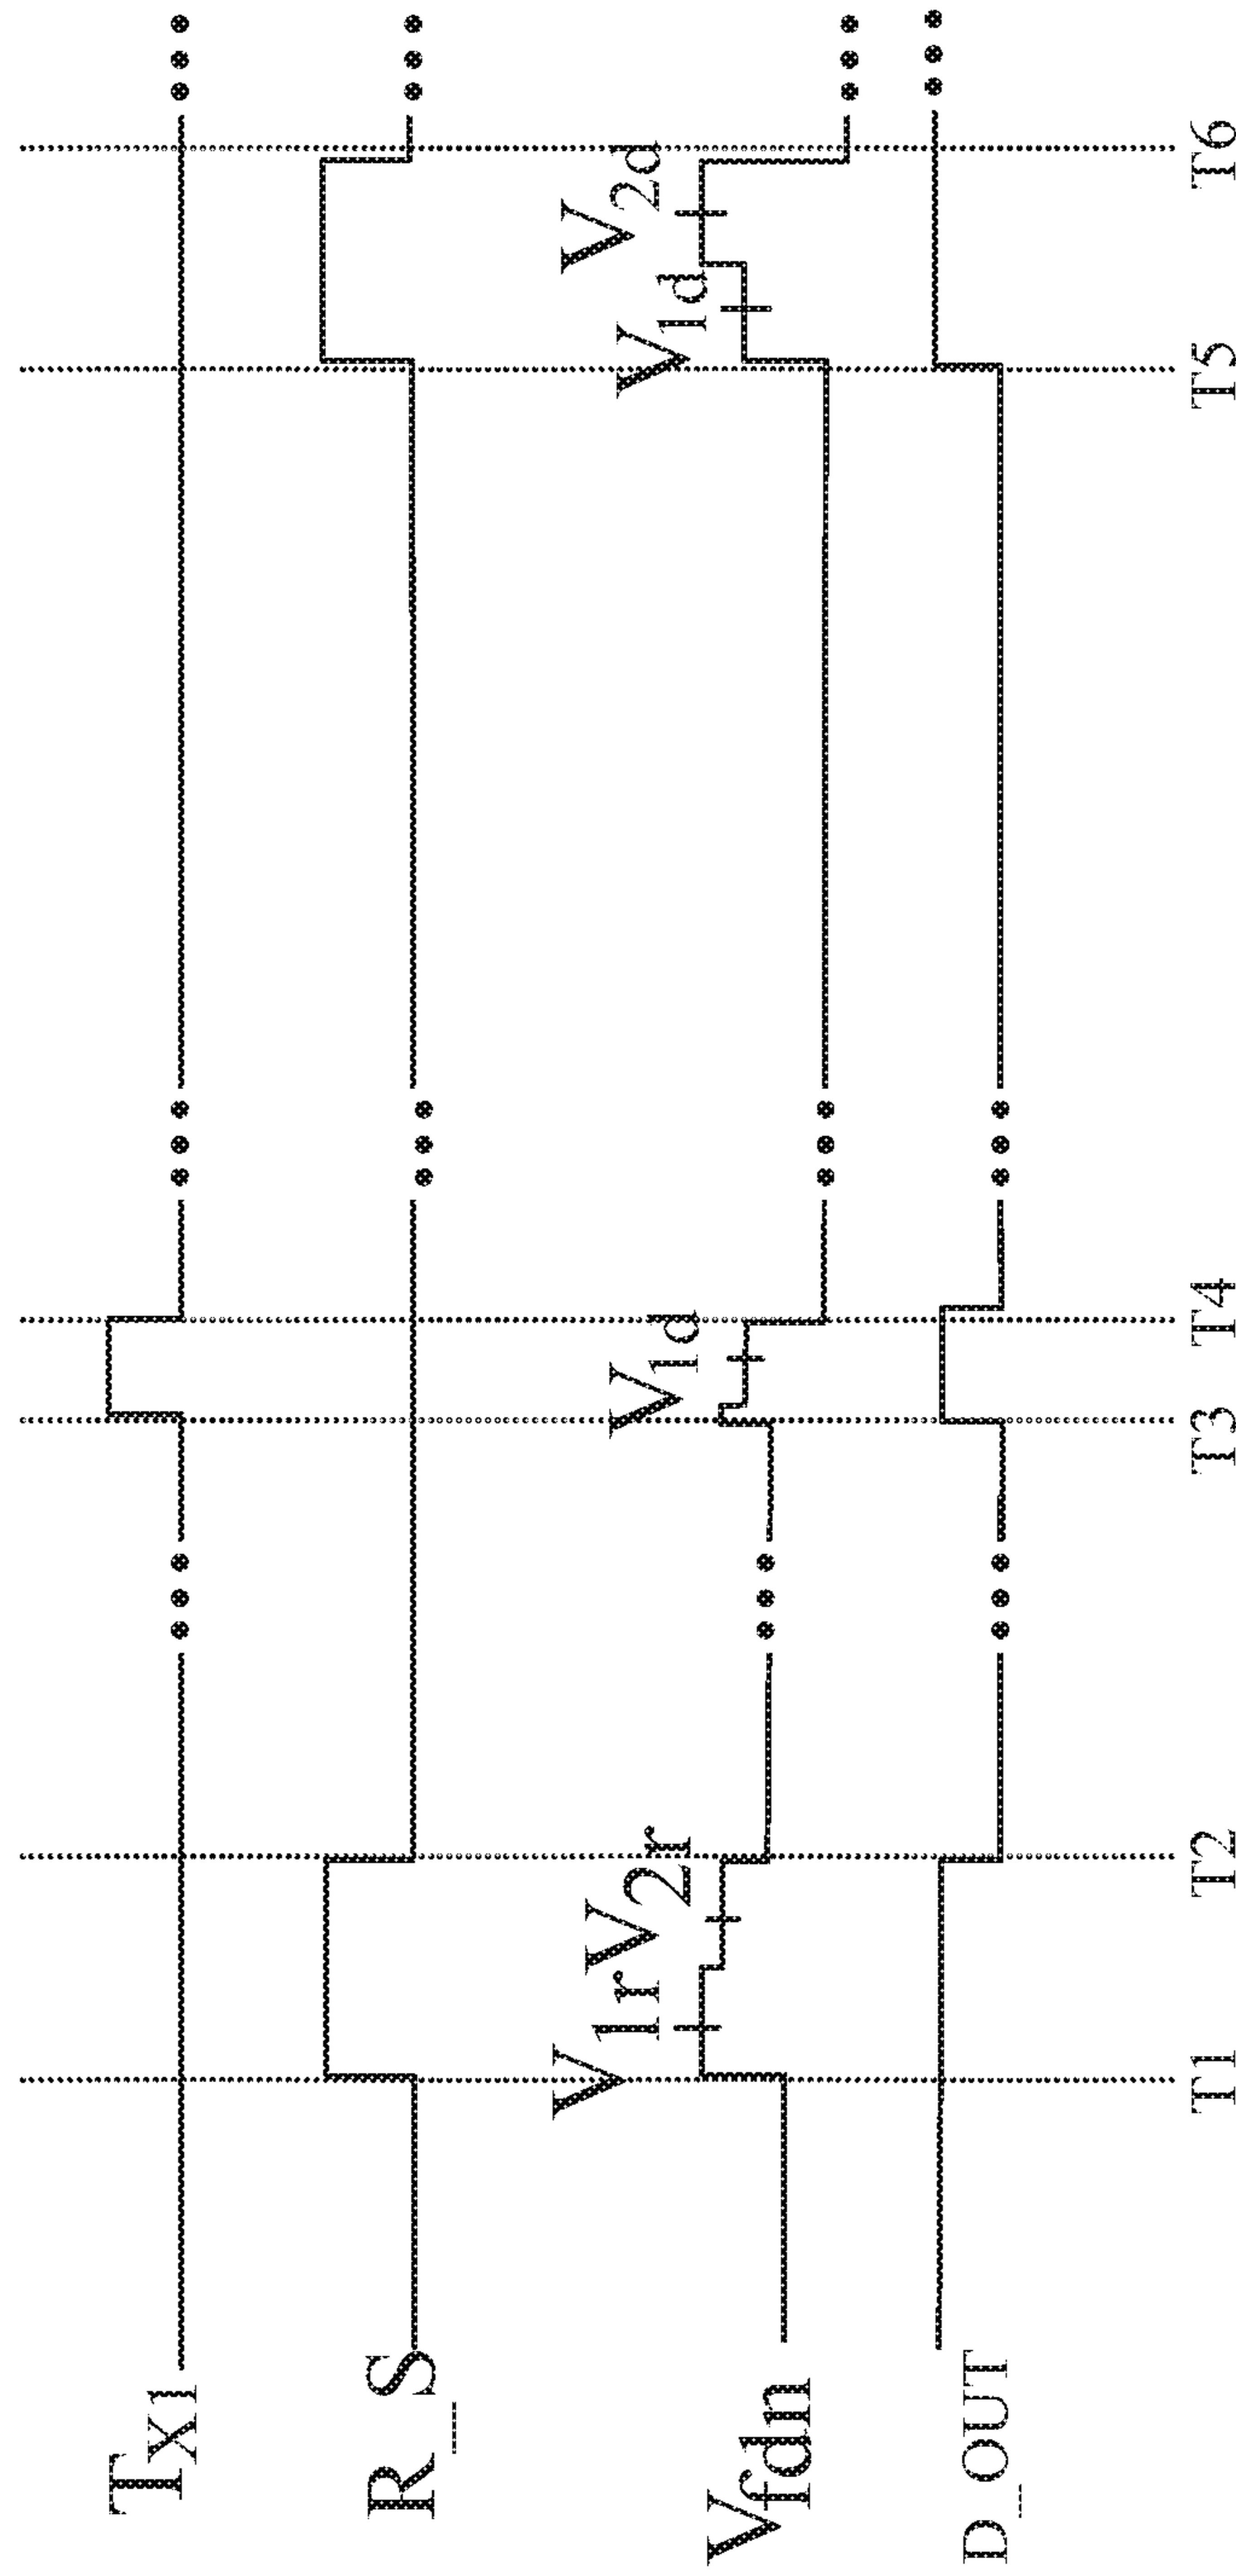 TX1
R_S
V1r V2r V1d V1d V2d
Vfdn
D_OUT
T1 T2 T3 T4 T5 T6